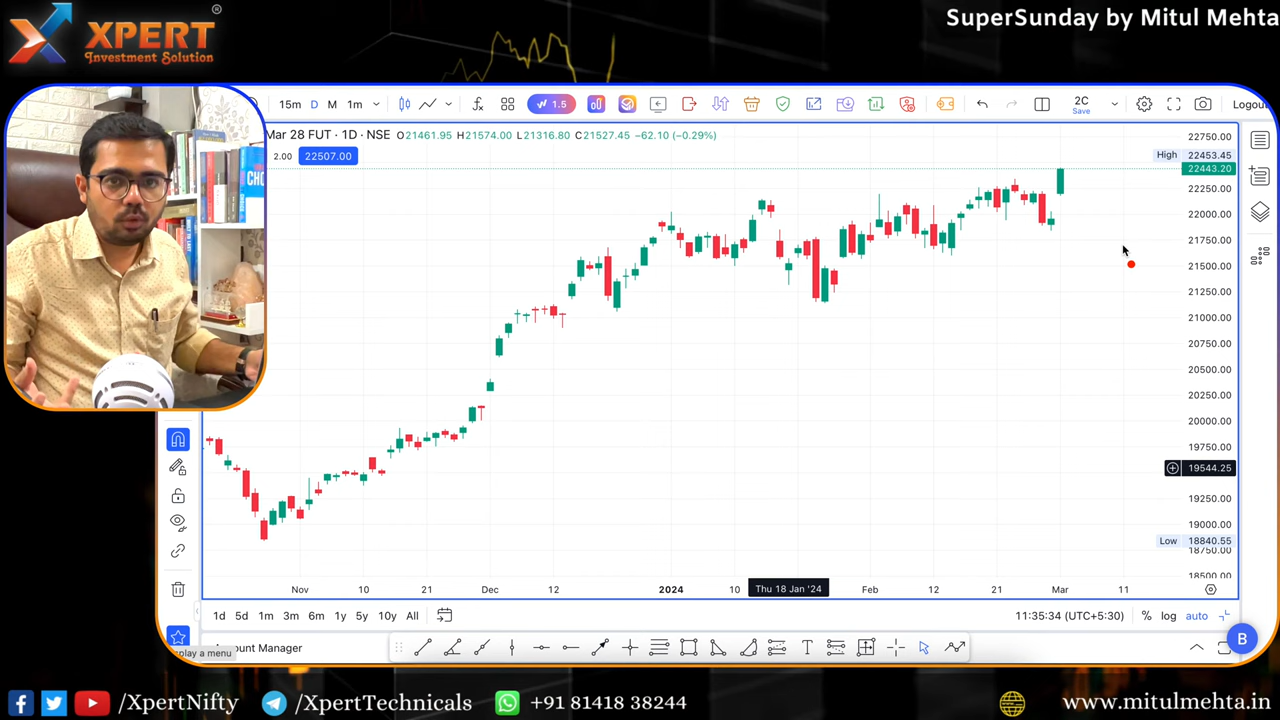 SuperSunday by Mitul Mehta
XPERT
®
Investment Solution
15m D M 1m 1.5 2C Save Logout
Mar 28 FUT · 1D · NSE O21461.95 H21574.00 L21316.80 C21527.45 −62.10 (−0.29%)
2.00 22507.00
22750.00
High 22453.45
22443.20
22250.00
22000.00
21750.00
21500.00
21250.00
21000.00
20750.00
20500.00
20250.00
20000.00
19750.00
19544.25
19250.00
19000.00
Low 18840.55
18750.00
18500.00
Nov 10 21 Dec 12 2024 10 Thu 18 Jan '24 Feb 12 21 Mar 11
1d 5d 1m 3m 6m 1y 5y 10y All 11:35:34 (UTC+5:30) % log auto
B
Manager
play a menu
/XpertNifty /XpertTechnicals +91 81418 38244 www.mitulmehta.in